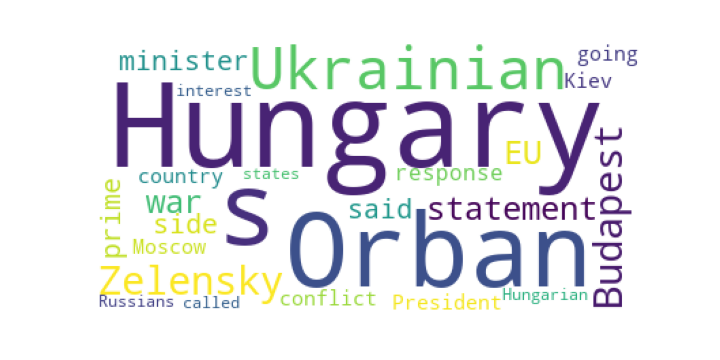 going
minister
Ukrainian
Kiev
interest
Hungary
EU
country
states
response
Budapest
prime
war
s
said
statement
side
Orban
Moscow
Zelensky
Russians
called
conflict
President
Hungarian